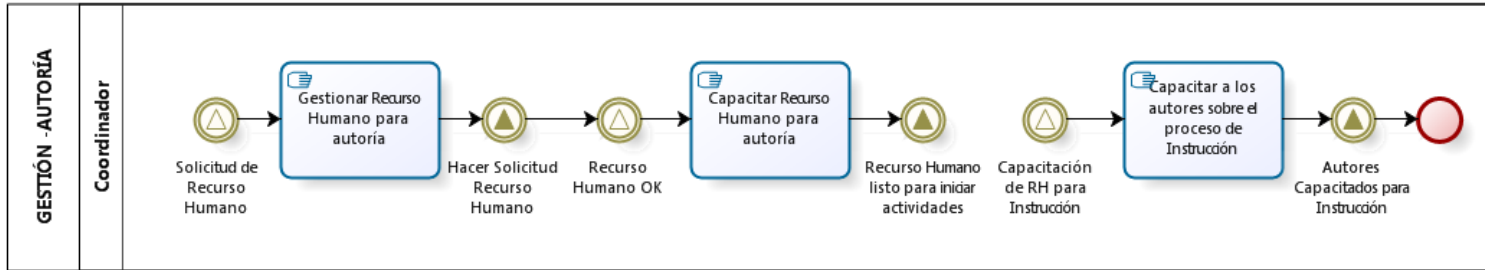 GESTIÓN - AUTORÍA
Coordinador
Solicitud de
Recurso
Humano
Gestionar Recurso
Humano para
autoría
Hacer Solicitud
Recurso
Humano
Recurso
Humano OK
Capacitar Recurso
Humano para
autoría
Recurso Humano
listo para iniciar
actividades
Capacitación
de RH para
Instrucción
Capacitar a los
autores sobre el
proceso de
Instrucción
Autores
Capacitados para
Instrucción